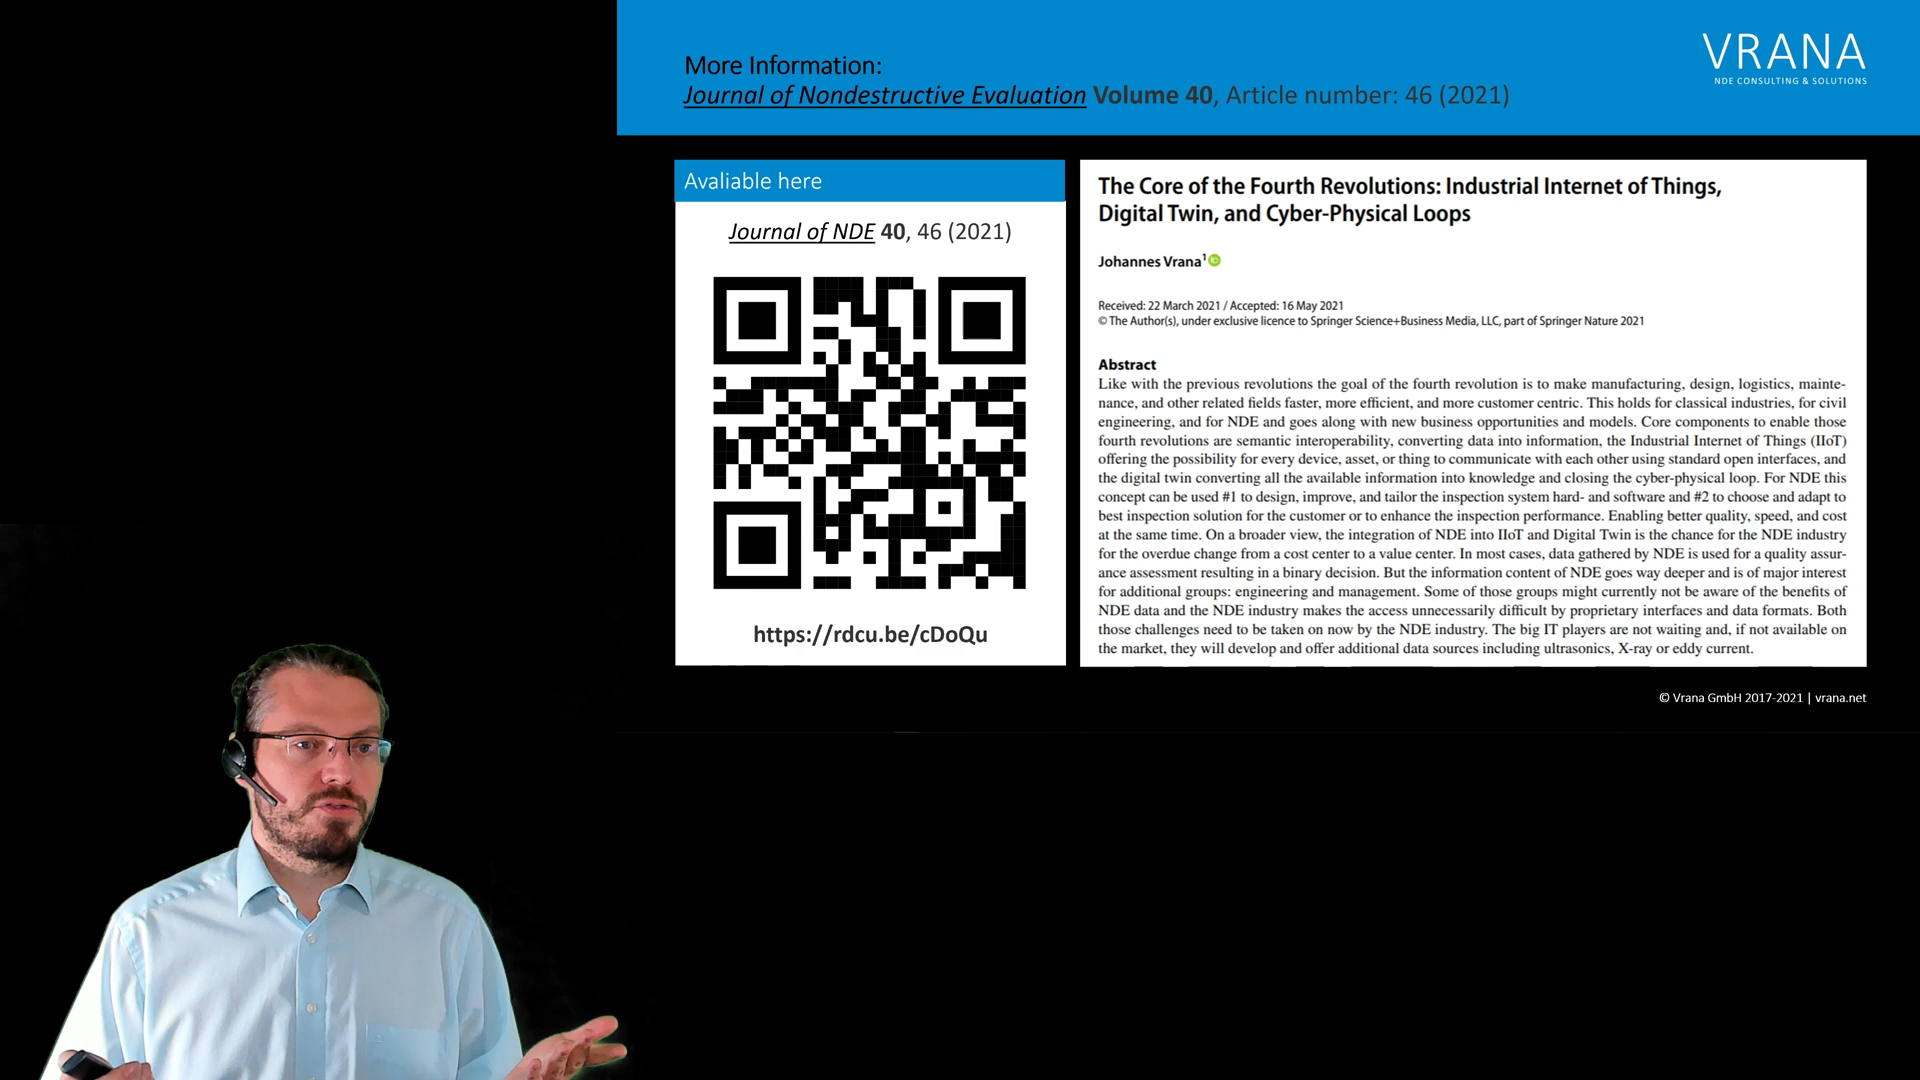 More Information:
Journal of Nondestructive Evaluation Volume 40, Article number: 46 (2021)
VRANA
NDE CONSULTING & SOLUTIONS
Avaliable here
Journal of NDE 40, 46 (2021)
https://rdcu.be/cDoQu
The Core of the Fourth Revolutions: Industrial Internet of Things,
Digital Twin, and Cyber-Physical Loops
Johannes Vrana¹ iD
Received: 22 March 2021 / Accepted: 16 May 2021
© The Author(s), under exclusive licence to Springer Science+Business Media, LLC, part of Springer Nature 2021
Abstract
Like with the previous revolutions the goal of the fourth revolution is to make manufacturing, design, logistics, mainte-
nance, and other related fields faster, more efficient, and more customer centric. This holds for classical industries, for civil
engineering, and for NDE and goes along with new business opportunities and models. Core components to enable those
fourth revolutions are semantic interoperability, converting data into information, the Industrial Internet of Things (IIoT)
offering the possibility for every device, asset, or thing to communicate with each other using standard open interfaces, and
the digital twin converting all the available information into knowledge and closing the cyber-physical loop. For NDE this
concept can be used #1 to design, improve, and tailor the inspection system hard- and software and #2 to choose and adapt to
best inspection solution for the customer or to enhance the inspection performance. Enabling better quality, speed, and cost
at the same time. On a broader view, the integration of NDE into IIoT and Digital Twin is the chance for the NDE industry
for the overdue change from a cost center to a value center. In most cases, data gathered by NDE is used for a quality assur-
ance assessment resulting in a binary decision. But the information content of NDE goes way deeper and is of major interest
for additional groups: engineering and management. Some of those groups might currently not be aware of the benefits of
NDE data and the NDE industry makes the access unnecessarily difficult by proprietary interfaces and data formats. Both
those challenges need to be taken on now by the NDE industry. The big IT players are not waiting and, if not available on
the market, they will develop and offer additional data sources including ultrasonics, X-ray or eddy current.
© Vrana GmbH 2017-2021 | vrana.net